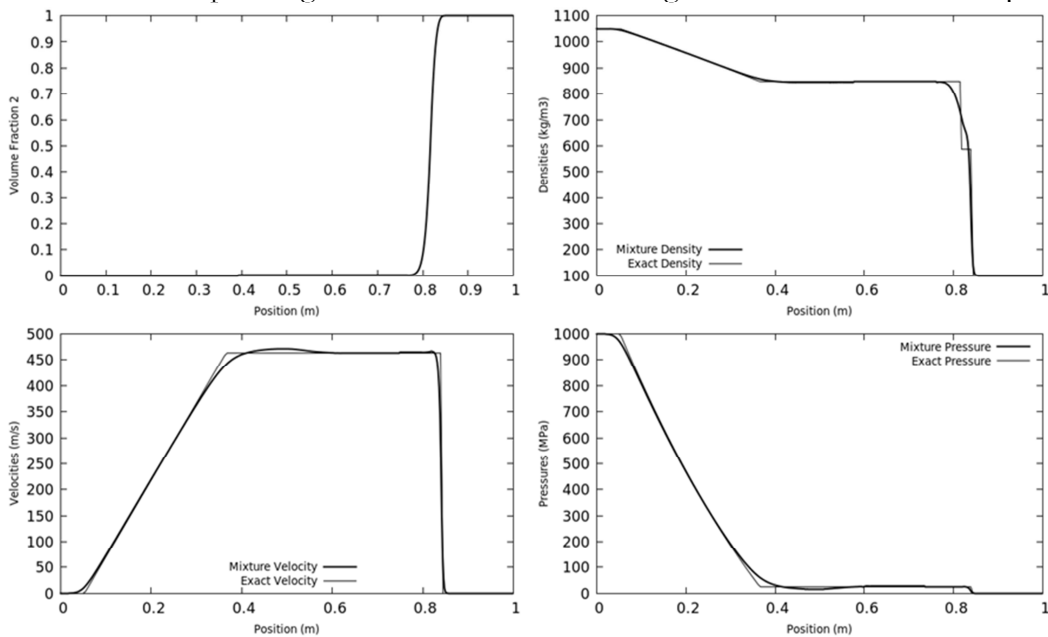 1
0.9
0.8
0.7
0.6
0.5
0.4
0.3
0.2
0.1
0
Volume Fraction 2
0 0.1 0.2 0.3 0.4 0.5 0.6 0.7 0.8 0.9 1
Position (m)
1100
1000
900
800
700
600
500
400
300
200
100
Densities (kg/m3)
Mixture Density
Exact Density
0 0.2 0.4 0.6 0.8 1
Position (m)
500
450
400
350
300
250
200
150
100
50
0
Velocities (m/s)
Mixture Velocity
Exact Velocity
0 0.2 0.4 0.6 0.8 1
Position (m)
1000
900
800
700
600
500
400
300
200
100
0
Pressures (MPa)
Mixture Pressure
Exact Pressure
0 0.2 0.4 0.6 0.8 1
Position (m)